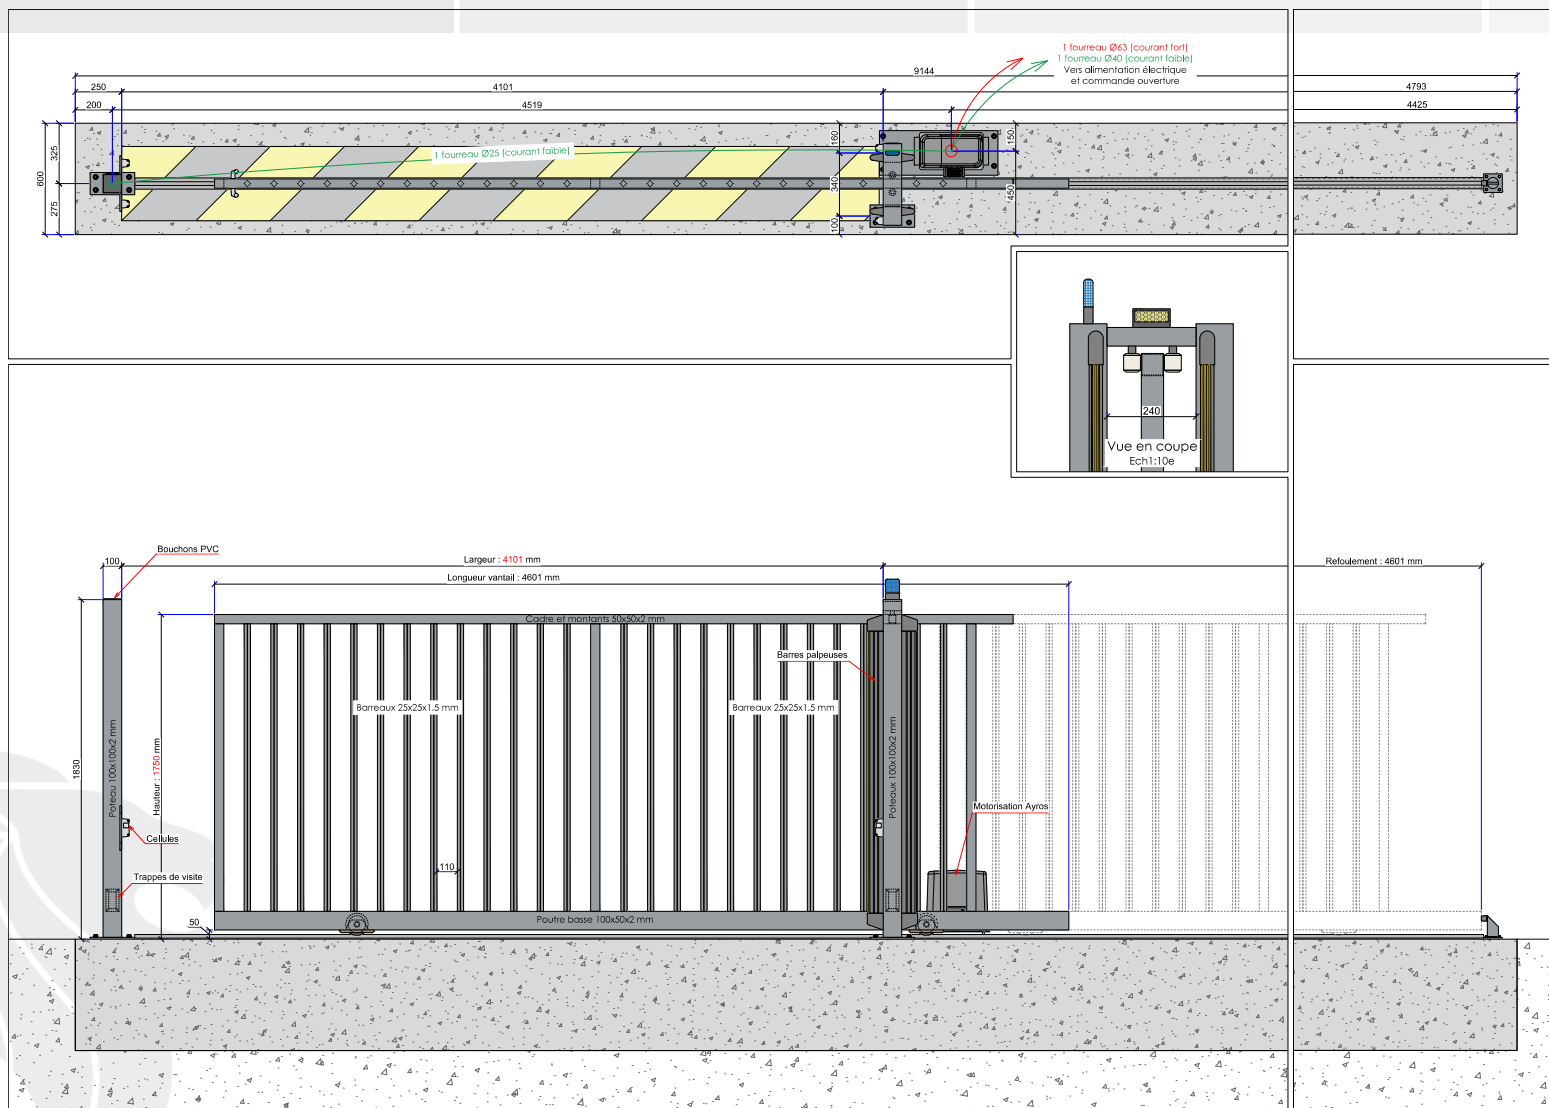 1 fourreau Ø63 (courant fort)
1 fourreau Ø40 (courant faible)
Vers alimentation électrique
et commande ouverture
9144
250
4101
4793
200
4519
4425
1 fourreau Ø25 (courant faible)
600
325
275
160
340
100
150
450
240
Vue en coupe
Ech1:10e
Bouchons PVC
100
Largeur : 4101 mm
Refoulement : 4601 mm
Longueur vantail : 4601 mm
Cadre et montants 50x50x2 mm
Barres palpeuses
Barreaux 25x25x1.5 mm
Barreaux 25x25x1.5 mm
Poteau 100x100x2 mm
Poteaux 100x100x2 mm
1830
Hauteur : 1750 mm
Motorisation Ayros
Cellules
110
Trappes de visite
50
Poutre basse 100x50x2 mm